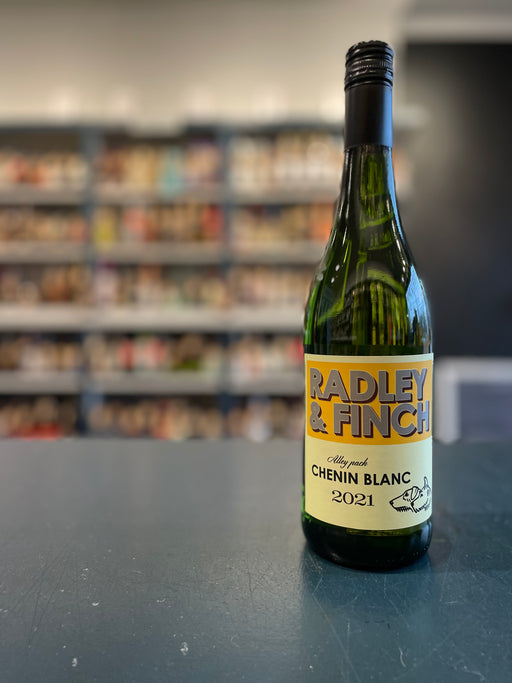 RADLEY
& FINCH
Alley pack
CHENIN BLANC
2021